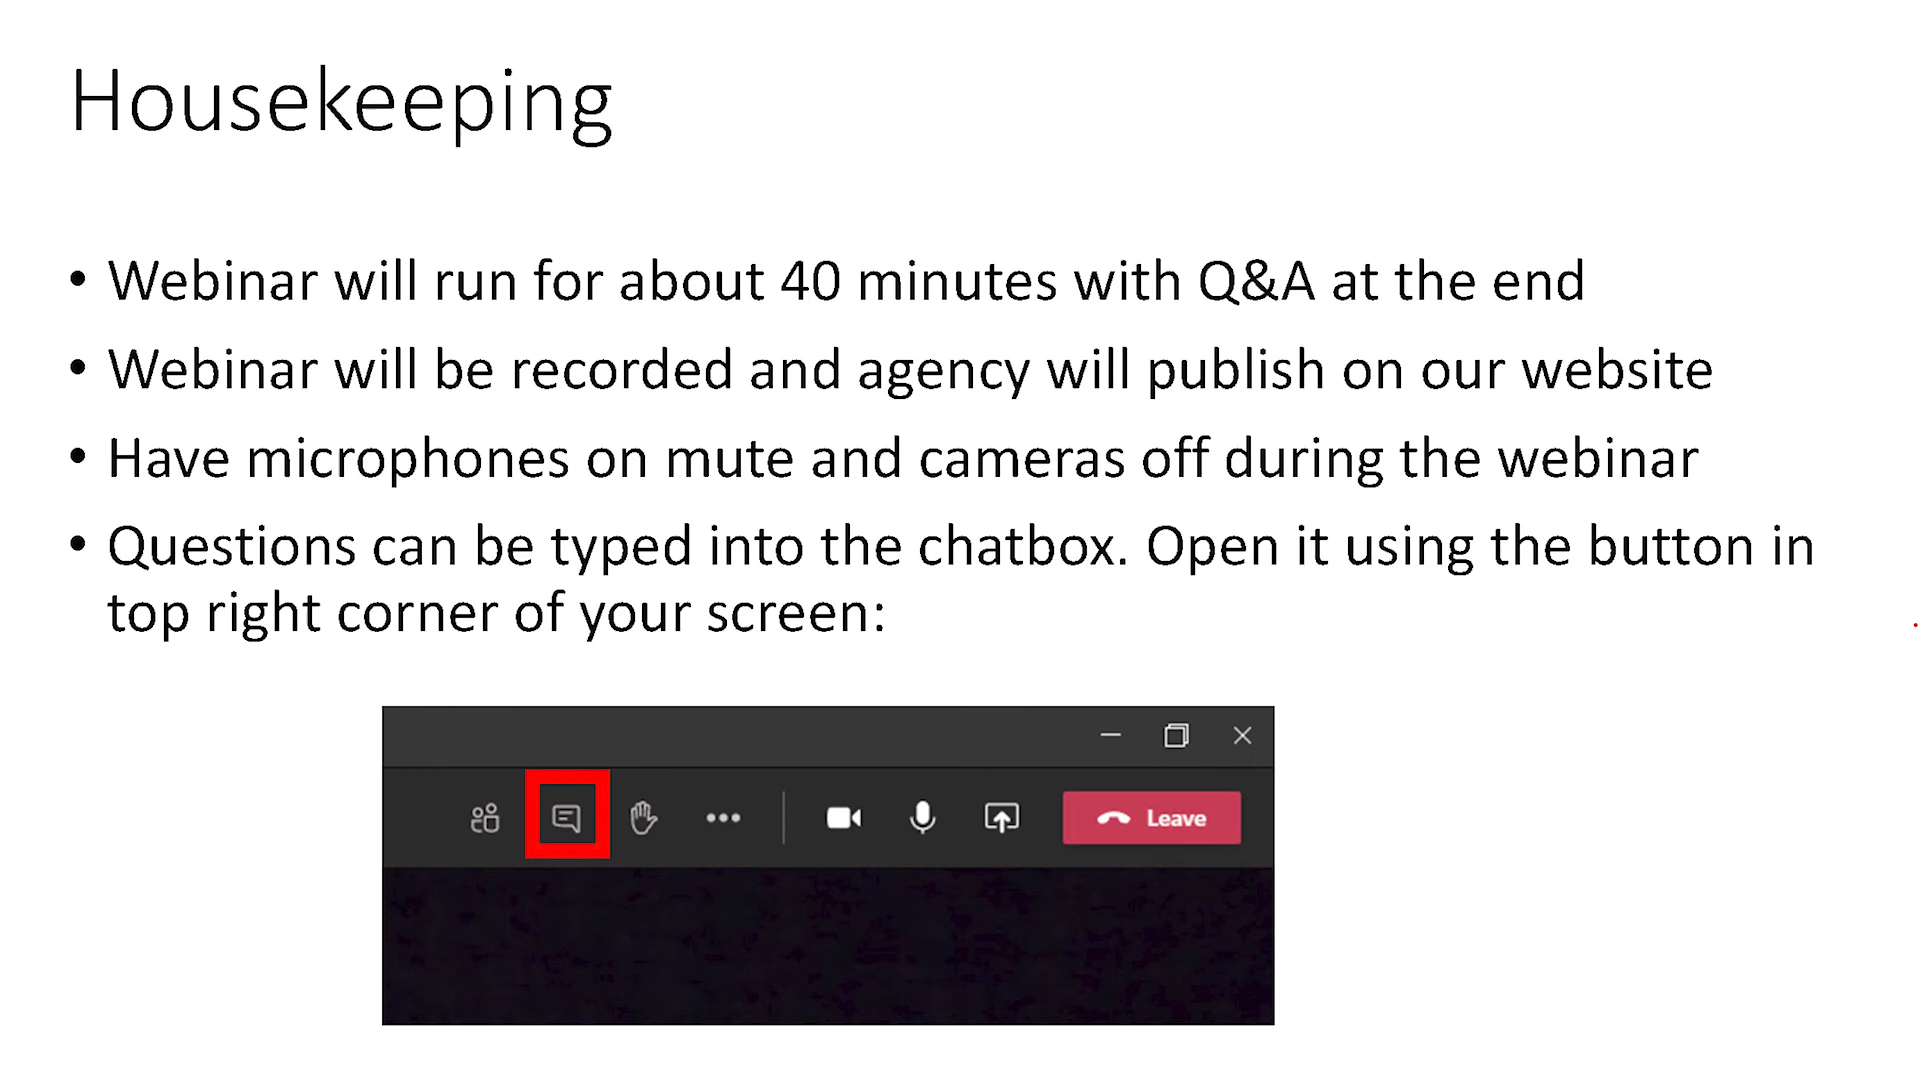 Housekeeping
• Webinar will run for about 40 minutes with Q&A at the end
• Webinar will be recorded and agency will publish on our website
• Have microphones on mute and cameras off during the webinar
• Questions can be typed into the chatbox. Open it using the button in
top right corner of your screen:
Leave